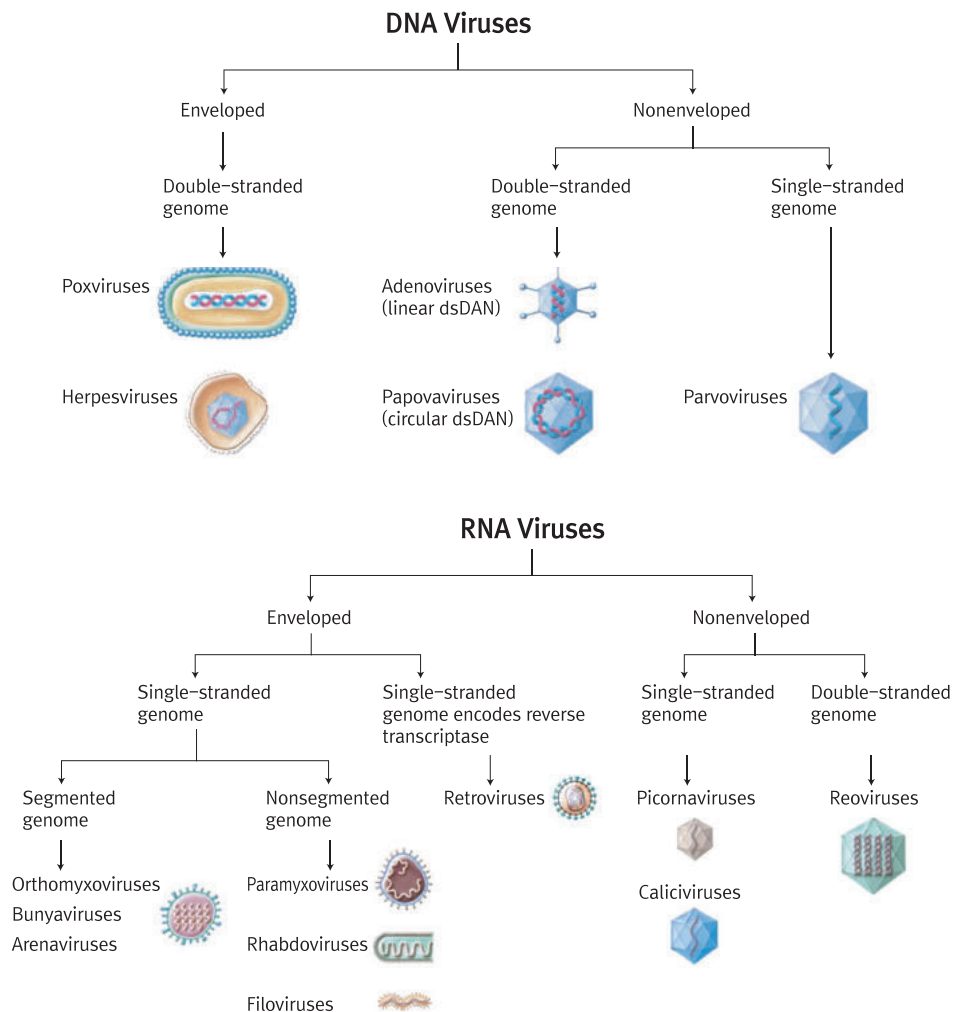 DNA Viruses
Enveloped
Nonenveloped
Double-stranded
genome
Double-stranded
genome
Single-stranded
genome
Poxviruses
Adenoviruses
(linear dsDAN)
Herpesviruses
Papovaviruses
(circular dsDAN)
Parvoviruses
RNA Viruses
Enveloped
Nonenveloped
Single-stranded
genome
Single-stranded
genome encodes reverse
transcriptase
Single-stranded
genome
Double-stranded
genome
Segmented
genome
Nonsegmented
genome
Retroviruses
Picornaviruses
Reoviruses
Orthomyxoviruses
Bunyaviruses
Arenaviruses
Paramyxoviruses
Rhabdoviruses
Filoviruses
Caliciviruses